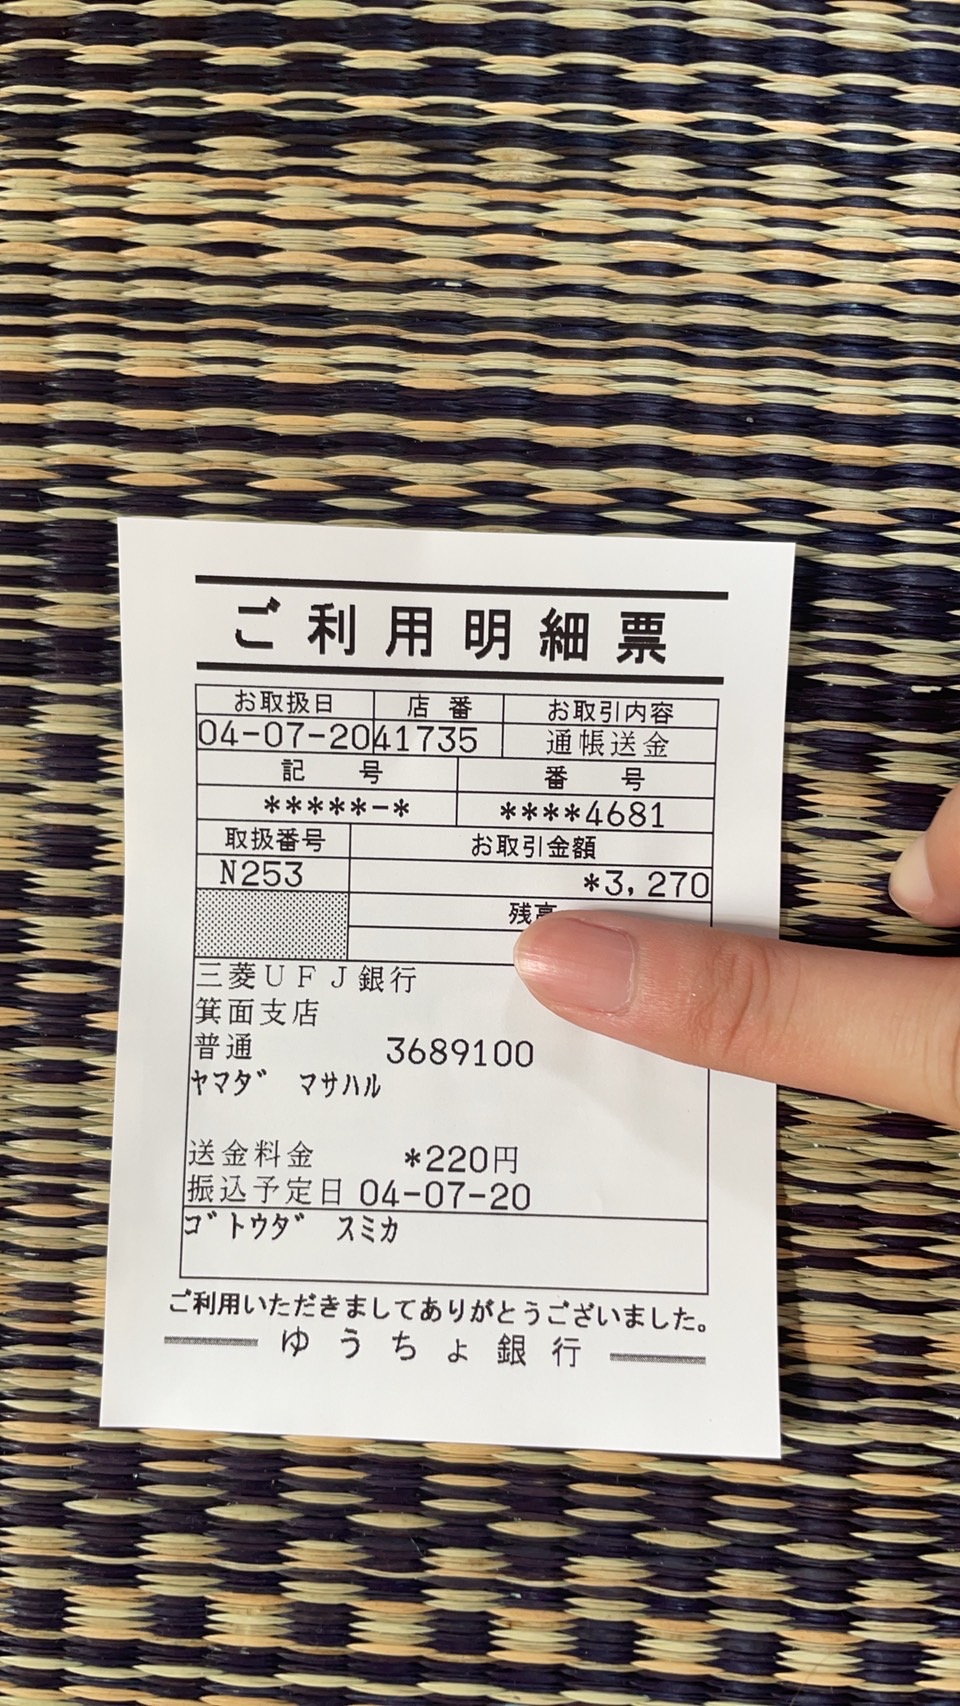 ご利用明細票
お取扱日 店番 お取引内容
04-07-20 41735 通帳送金
記号 番号
*****-* ****4681
取扱番号 お取引金額
N253 *3,270
残高
三菱UFJ銀行
箕面支店
普通 3689100
ヤマダ マサハル
送金料金 *220円
振込予定日 04-07-20
ゴトウダ スミカ
ご利用いただきましてありがとうございました。
ゆうちょ銀行